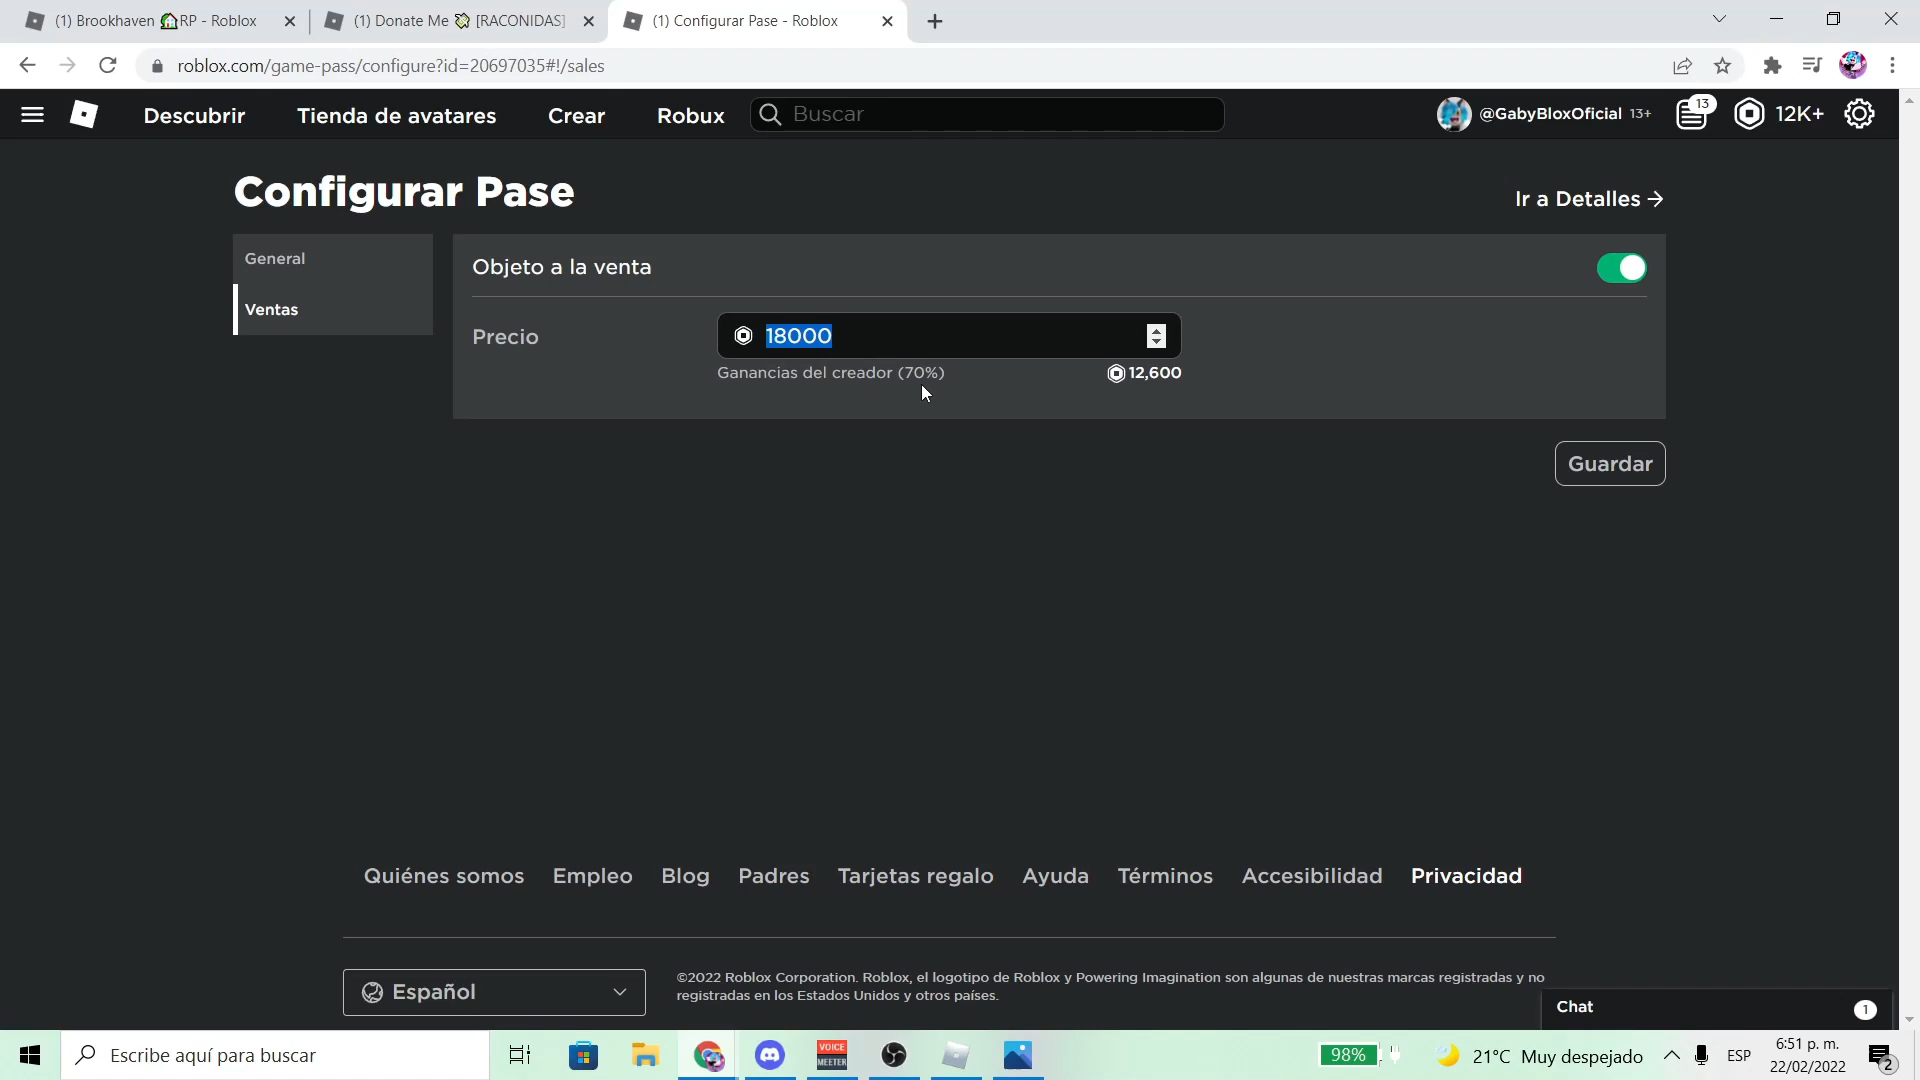 (1) Brookhaven 🏠RP - Roblox
(1) Donate Me 💸 [RACONIDAS]
(1) Configurar Pase - Roblox
roblox.com/game-pass/configure?id=20697035#!/sales
Descubrir
Tienda de avatares
Crear
Robux
Buscar
@GabyBloxOficial 13+
13
12K+
Configurar Pase
Ir a Detalles →
General
Ventas
Objeto a la venta
Precio
18000
Ganancias del creador (70%)
12,600
Guardar
Quiénes somos
Empleo
Blog
Padres
Tarjetas regalo
Ayuda
Términos
Accesibilidad
Privacidad
Español
©2022 Roblox Corporation. Roblox, el logotipo de Roblox y Powering Imagination son algunas de nuestras marcas registradas y no
registradas en los Estados Unidos y otros países.
Chat
1
Escribe aquí para buscar
VOICE
MEETER
98%
21°C Muy despejado
ESP
6:51 p. m.
22/02/2022
2